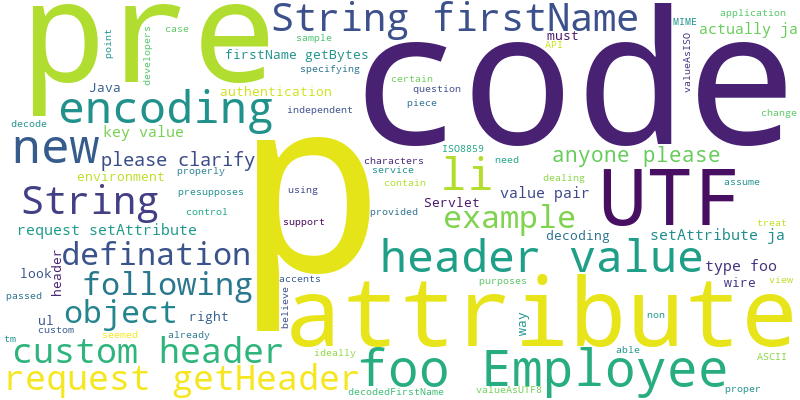 pre
String firstName
code
application
MIME
actually ja
point
developers
case
sample
must
API
valueAsISO
firstName getBytes
specifying
Java
encoding
authentication
certain
question
piece
independent
change
decode
key value
new
please clarify
p
characters
ISO8859
need
anyone please
environment
properly
presupposes
using
service
contain
li
dealing
value pair
UTF
assume
String
control
support
provided
Servlet
example
decoding
setAttribute ja
treat
request setAttribute
defination
header
look
passed
following
accents
believe
header value
type foo
wire
view
purposes
object
right
ul
custom
already
seemed
tm
attribute
way
able
non
ASCII
custom header
ideally
request getHeader
decodedFirstName
foo Employee
valueAsUTF8
proper